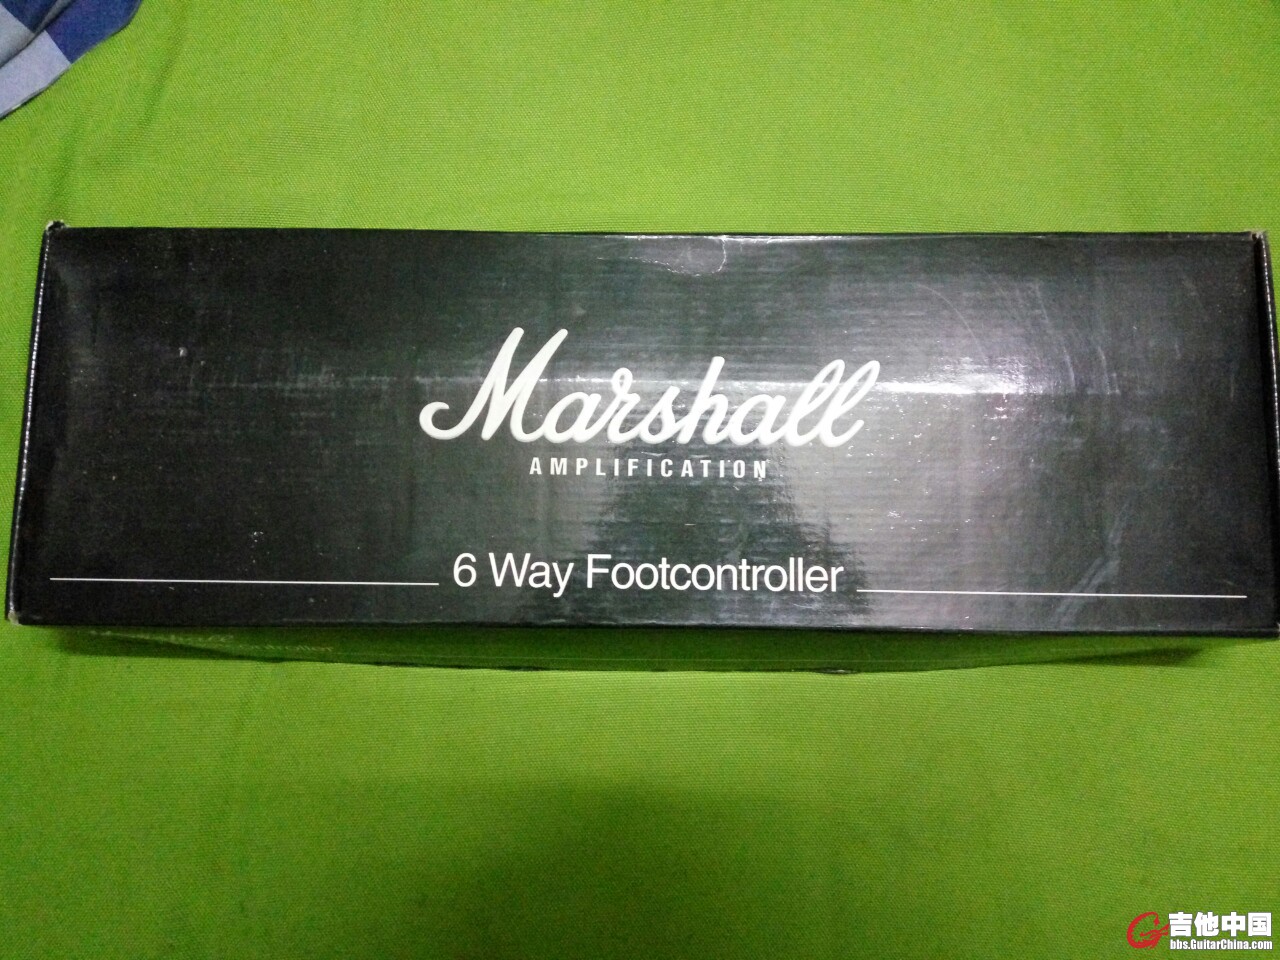 Marshall
AMPLIFICATION
6 Way Footcontroller
吉他中国
bbs.GuitarChina.com